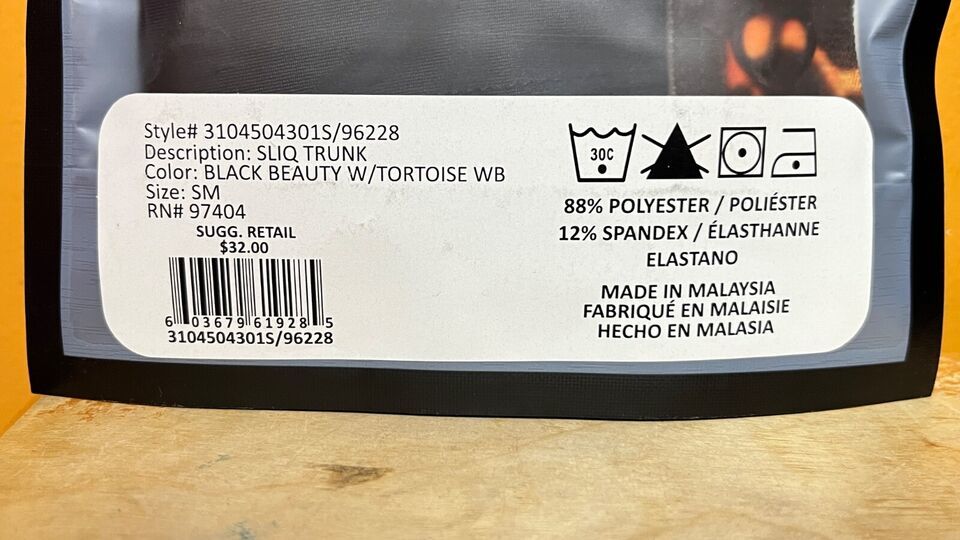 Style# 3104504301S/96228
Description: SLIQ TRUNK
Color: BLACK BEAUTY W/TORTOISE WB
Size: SM
RN# 97404
SUGG. RETAIL
$32.00
6 03679 61928 5
3104504301S/96228
30C
88% POLYESTER / POLIÉSTER
12% SPANDEX / ÉLASTHANNE
ELASTANO
MADE IN MALAYSIA
FABRIQUÉ EN MALAISIE
HECHO EN MALASIA